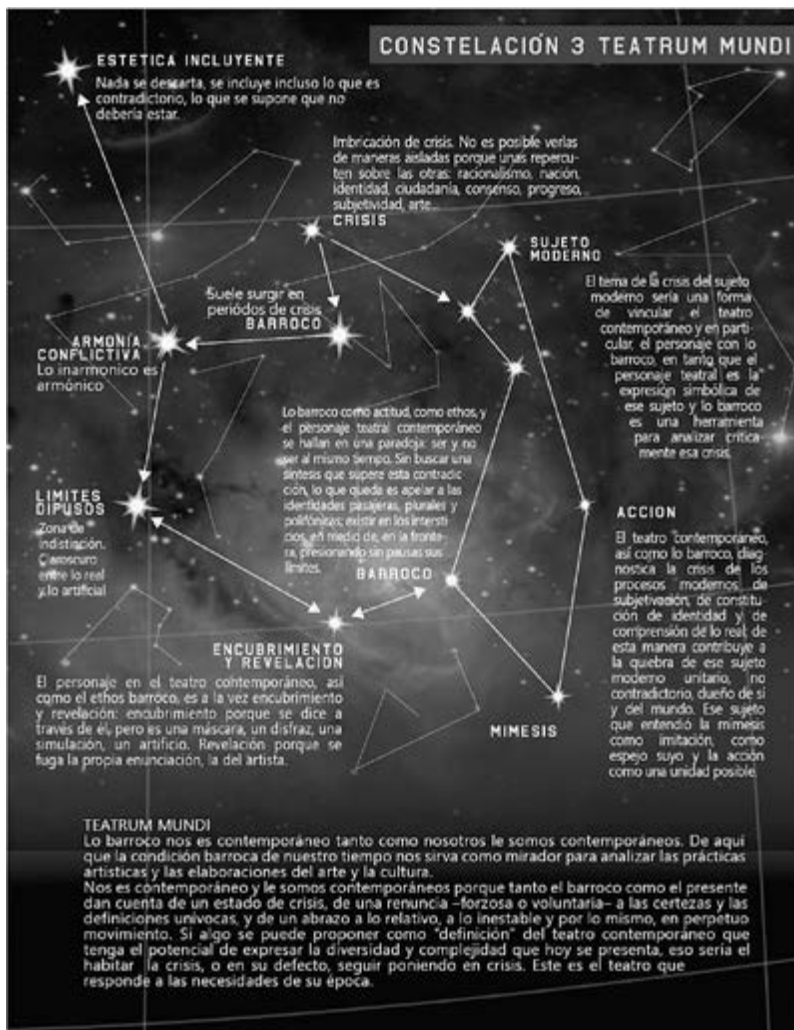 CONSTELACIÓN 3 TEATRUM MUNDI
ESTETICA INCLUYENTE
Nada se descarta, se incluye incluso lo que es
contradictorio, lo que se supone que no
debería estar.
Imbricación de crisis. No es posible verlas
de maneras aisladas porque unas repercu-
ten sobre las otras: racionalismo, nación,
identidad, ciudadanía, consenso, progreso,
subjetividad, arte...
CRISIS
SUJETO
MODERNO
El tema de la crisis del sujeto
moderno sería una forma
de vincular el teatro
contemporáneo y en parti-
cular, el personaje con lo
barroco, en tanto que el
personaje teatral es la
expresión simbólica de
ese sujeto y lo barroco
es una herramienta
para analizar crítica
mente esa crisis.
Suele surgir en
periódos de crisis
BARROCO
ARMONÍA
CONFLICTIVA
Lo inarmonico es
armónico
Lo barroco como actitud, como ethos, y
el personaje teatral contemporáneo
se hallan en una paradoja: ser y no
ser al mismo tiempo. Sin buscar una
síntesis que supere esta contradic
ción, lo que queda es apelar a las
identidades pasajeras, plurales y
polifónicas; existir en los intersti
cios, en medio de, en la fronte
ra, presionando sin pausas sus
límites.
BARROCO
LIMITES
DIFUSOS
Zona de
indistinción.
Claroscuro
entre lo real
y lo artificial
ACCION
El teatro contemporáneo,
así como lo barroco, diag-
nostica la crisis de los
procesos modernos de
subjetivación, de constitu
ción de identidad y de
comprensión de lo real; de
esta manera contribuye a
la quiebra de ese sujeto
moderno unitario, no
contradictorio, dueño de sí
y del mundo. Ese sujeto
que entendió la mímesis
como imitación, como
espejo suyo y la acción
como una unidad posible.
ENCUBRIMIENTO
Y REVELACIÓN
El personaje en el teatro contemporáneo, así
como el ethos barroco, es a la vez encubrimiento
y revelación: encubrimiento porque se dice a
través de él, pero es una máscara, un disfraz, una
simulación, un artificio. Revelación porque se
fuga la propia enunciación, la del artista.
MIMESIS
TEATRUM MUNDI
Lo barroco nos es contemporáneo tanto como nosotros le somos contemporáneos. De aquí
que la condición barroca de nuestro tiempo nos sirva como mirador para analizar las prácticas
artísticas y las elaboraciones del arte y la cultura.
Nos es contemporáneo y le somos contemporáneos porque tanto el barroco como el presente
dan cuenta de un estado de crisis, de una renuncia –forzosa o voluntaria– a las certezas y las
definiciones unívocas, y de un abrazo a lo relativo, a lo inestable y por lo mismo, en perpetuo
movimiento. Si algo se puede proponer como "definición" del teatro contemporáneo que
tenga el potencial de expresar la diversidad y complejidad que hoy se presenta, eso sería el
habitar la crisis, o en su defecto, seguir poniendo en crisis. Este es el teatro que
responde a las necesidades de su época.